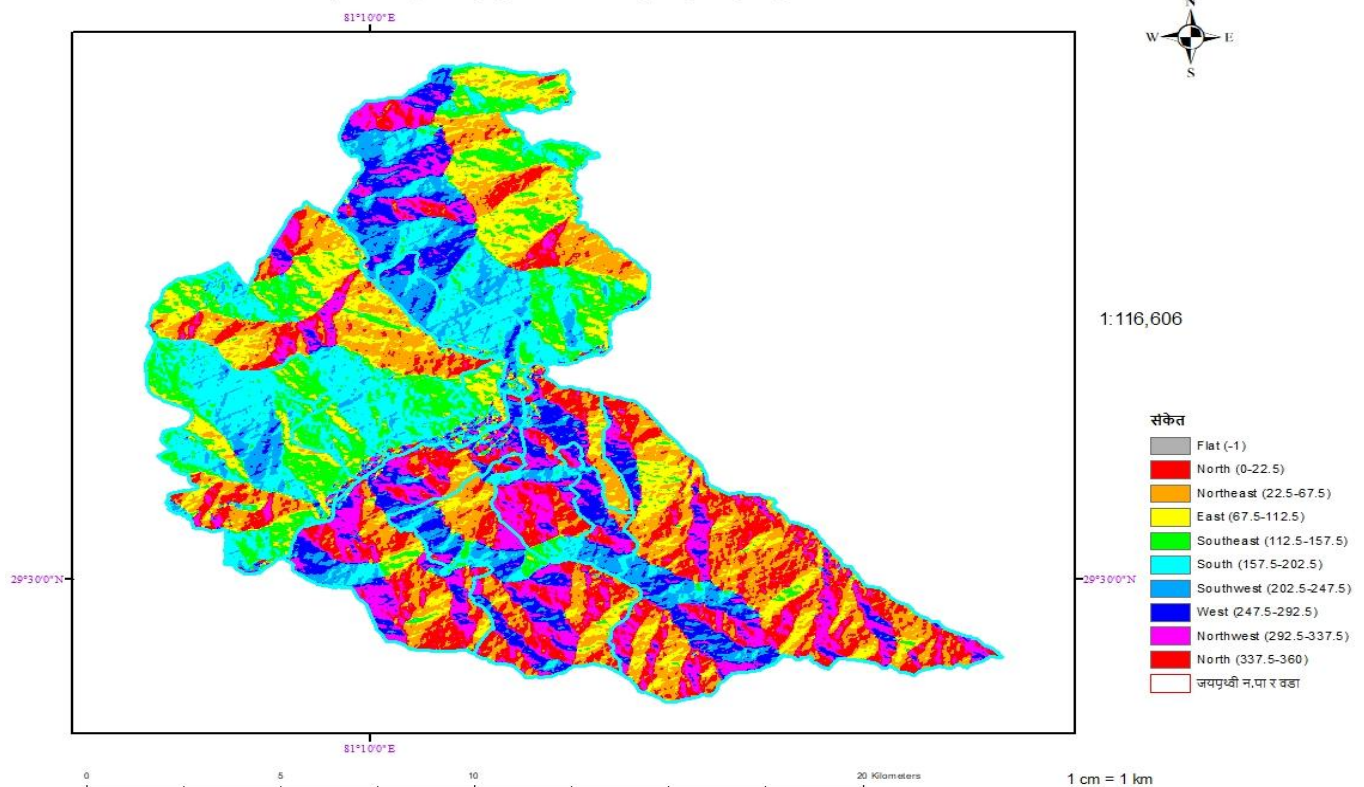 81°10'0"E
N
W E
S
1:116,606
संकेत
Flat (-1)
North (0-22.5)
Northeast (22.5-67.5)
East (67.5-112.5)
Southeast (112.5-157.5)
South (157.5-202.5)
Southwest (202.5-247.5)
West (247.5-292.5)
Northwest (292.5-337.5)
North (337.5-360)
जयपृथ्वी न.पा र वडा
29°30'0"N
29°30'0"N
81°10'0"E
0 5 10 20 Kilometers
1 cm = 1 km